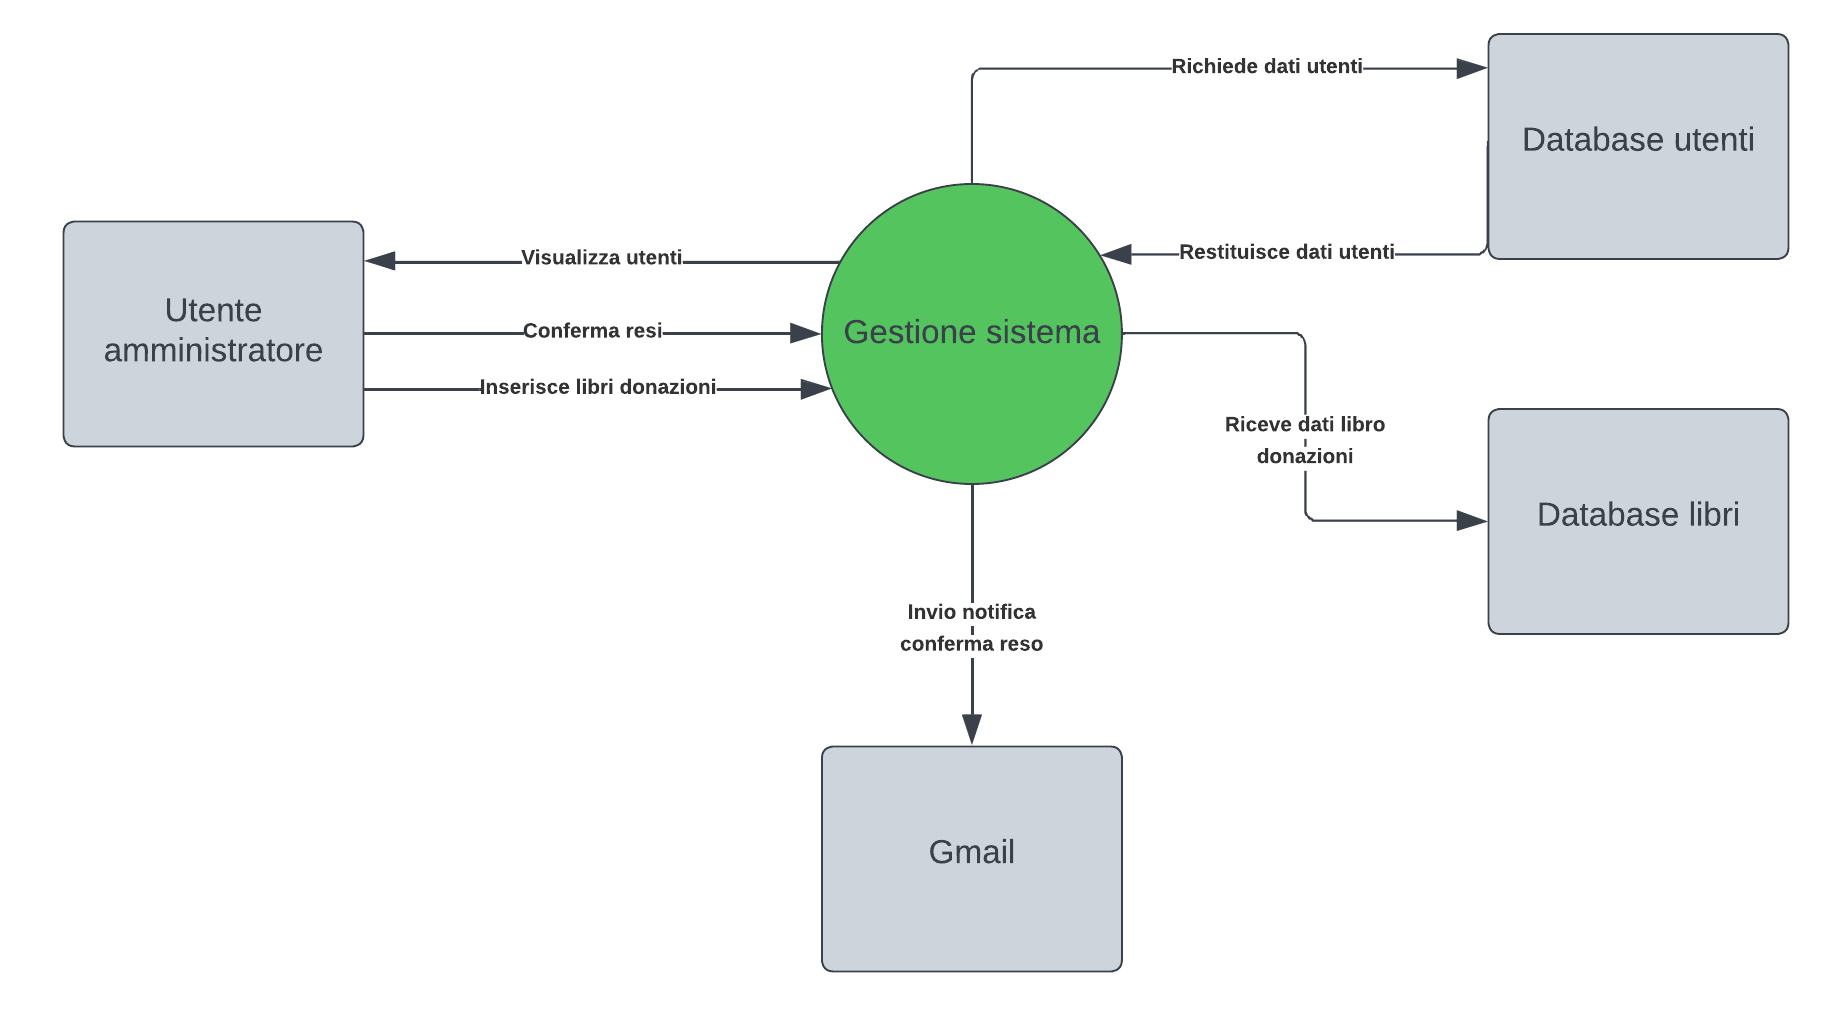 Richiede dati utenti
Database utenti
Restituisce dati utenti
Visualizza utenti
Utente
amministratore
Conferma resi
Inserisce libri donazioni
Gestione sistema
Riceve dati libro
donazioni
Database libri
Invio notifica
conferma reso
Gmail